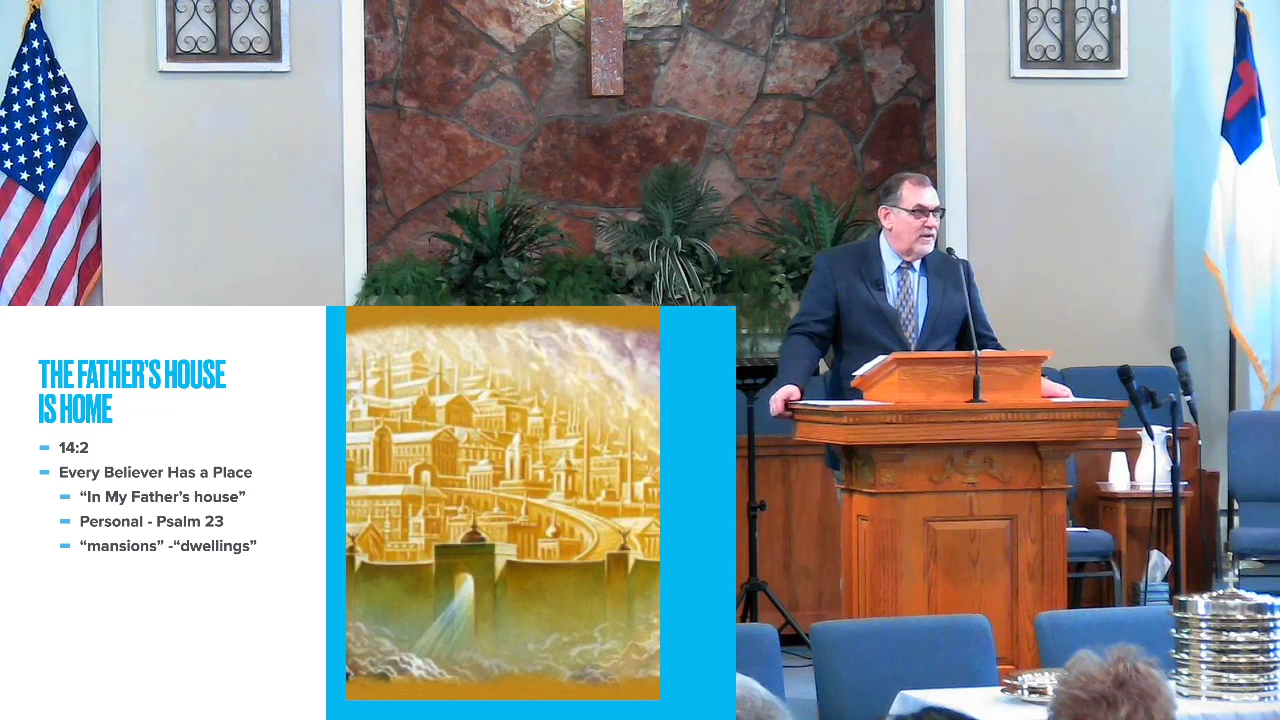 THE FATHER'S HOUSE
IS HOME
14:2
Every Believer Has a Place
“In My Father’s house”
Personal - Psalm 23
“mansions” -“dwellings”